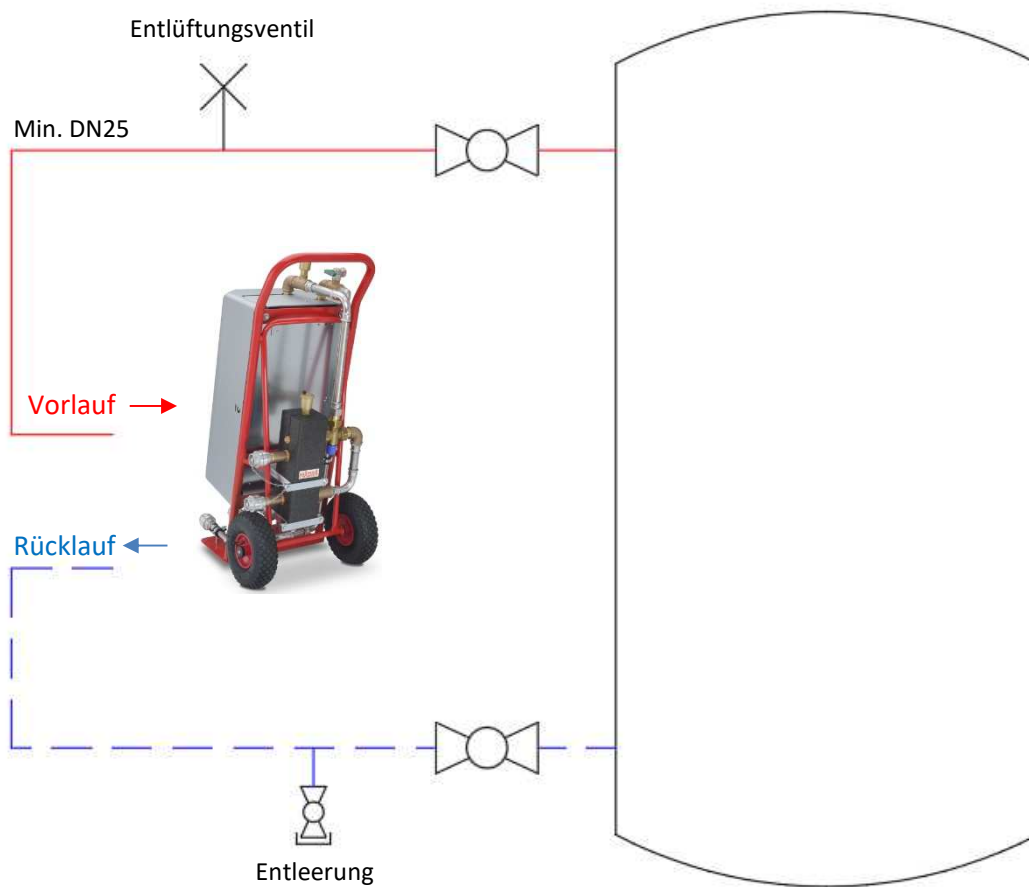 Entlüftungsventil
Min. DN25
Vorlauf
Rücklauf
Entleerung